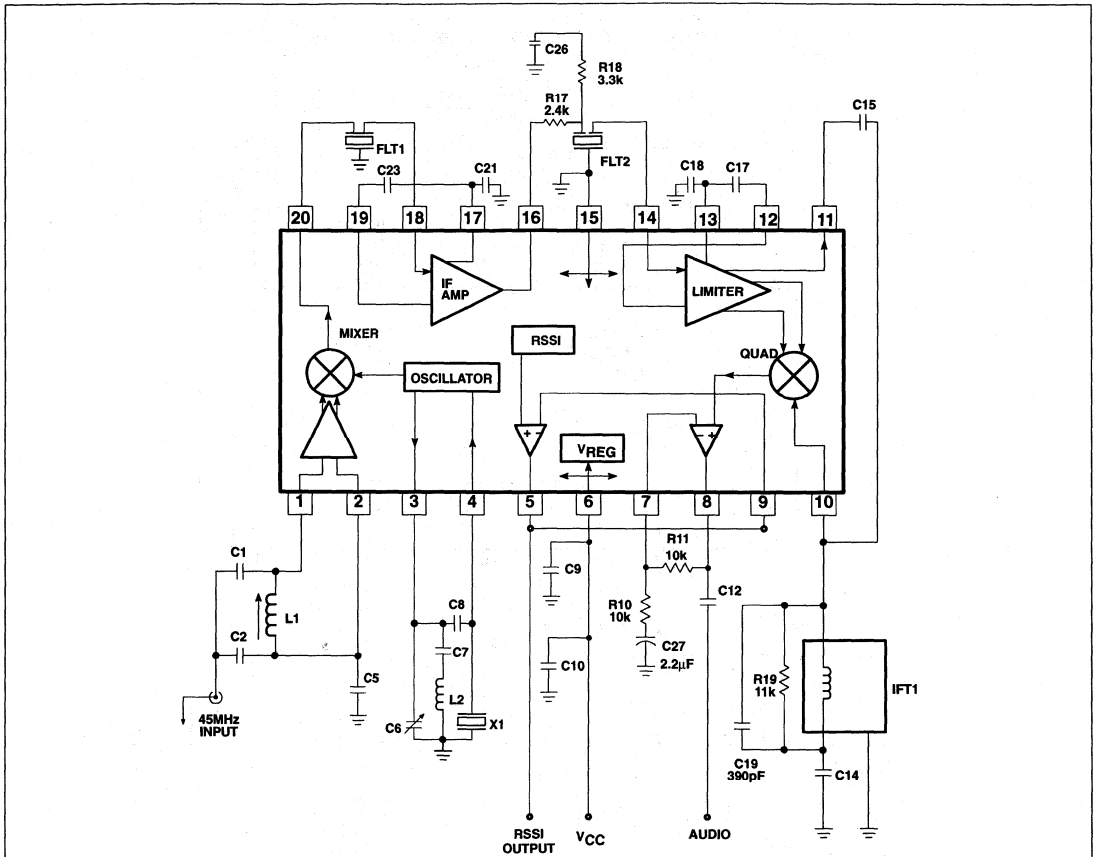 C26
R18
3.3k
R17
2.4k
C15
FLT1
FLT2
C23
C21
C18
C17
20
19
18
17
16
15
14
13
12
11
IF
AMP
LIMITER
MIXER
RSSI
QUAD
OSCILLATOR
+ -
- +
VREG
1
2
3
4
5
6
7
8
9
10
C1
L1
C2
C5
45MHz
INPUT
C8
C7
L2
C6
X1
C9
C10
R11
10k
R10
10k
C12
C27
2.2µF
R19
11k
IFT1
C19
390pF
C14
RSSI
OUTPUT
VCC
AUDIO